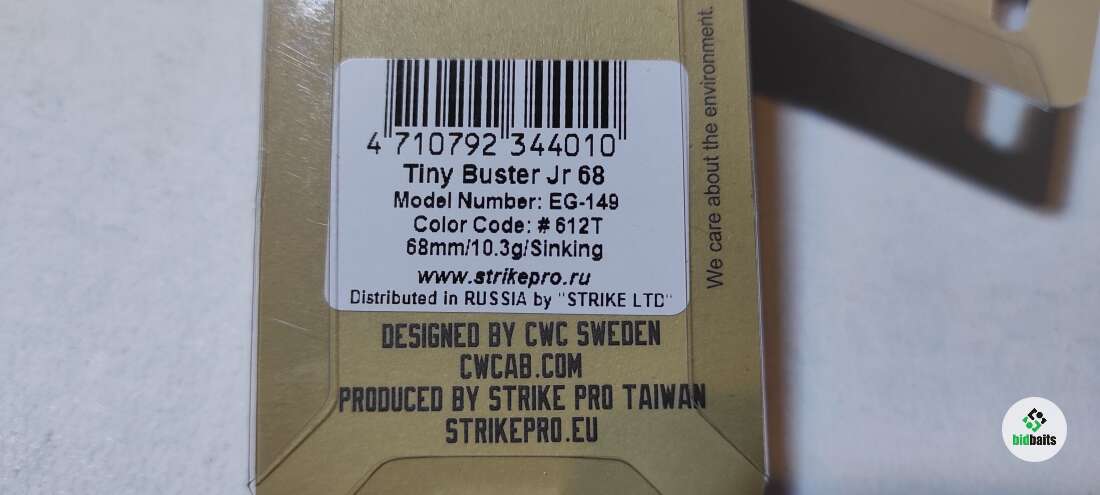 4 710792 344010
Tiny Buster Jr 68
Model Number: EG-149
Color Code: # 612T
68mm/10.3g/Sinking
www.strikepro.ru
Distributed in RUSSIA by "STRIKE LTD"
DESIGNED BY CWC SWEDEN
CWCAB.COM
PRODUCED BY STRIKE PRO TAIWAN
STRIKEPRO.EU
We care about the environment.
bidbaits